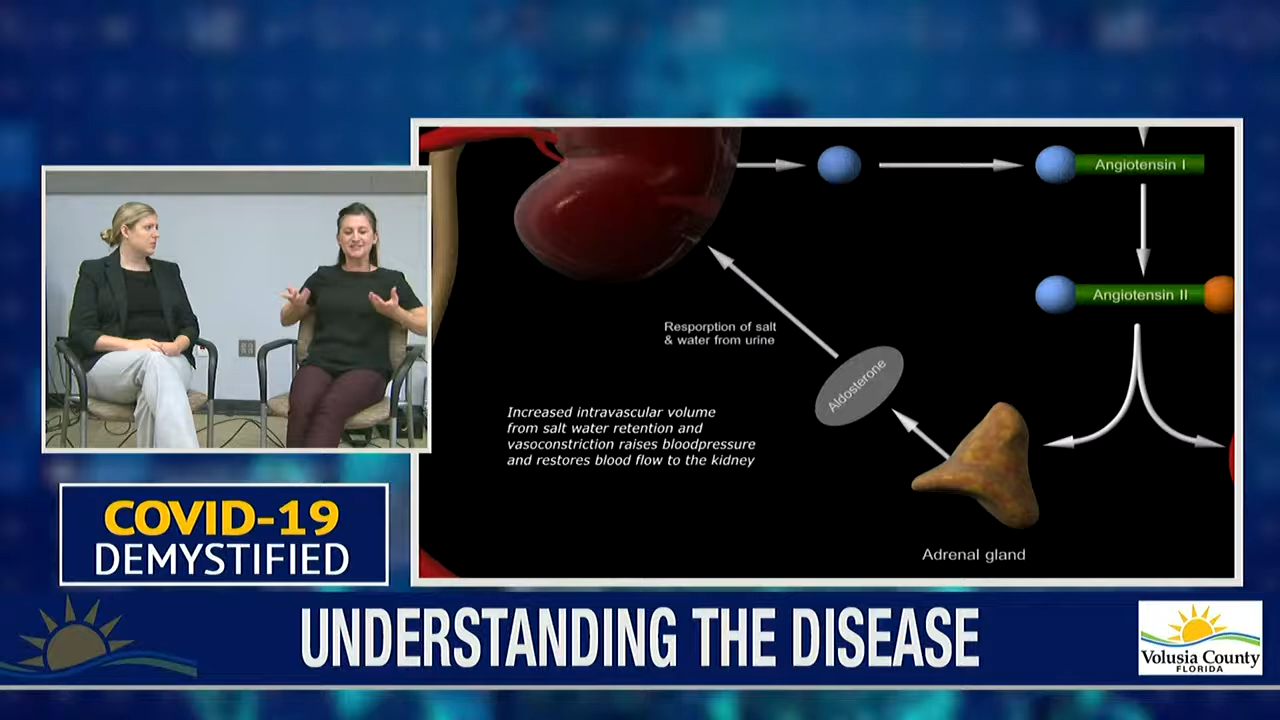 Angiotensin I
Angiotensin II
Resporption of salt
& water from urine
Aldosterone
Increased intravascular volume
from salt water retention and
vasoconstriction raises bloodpressure
and restores blood flow to the kidney
Adrenal gland
COVID-19
DEMYSTIFIED
UNDERSTANDING THE DISEASE
Volusia County
FLORIDA